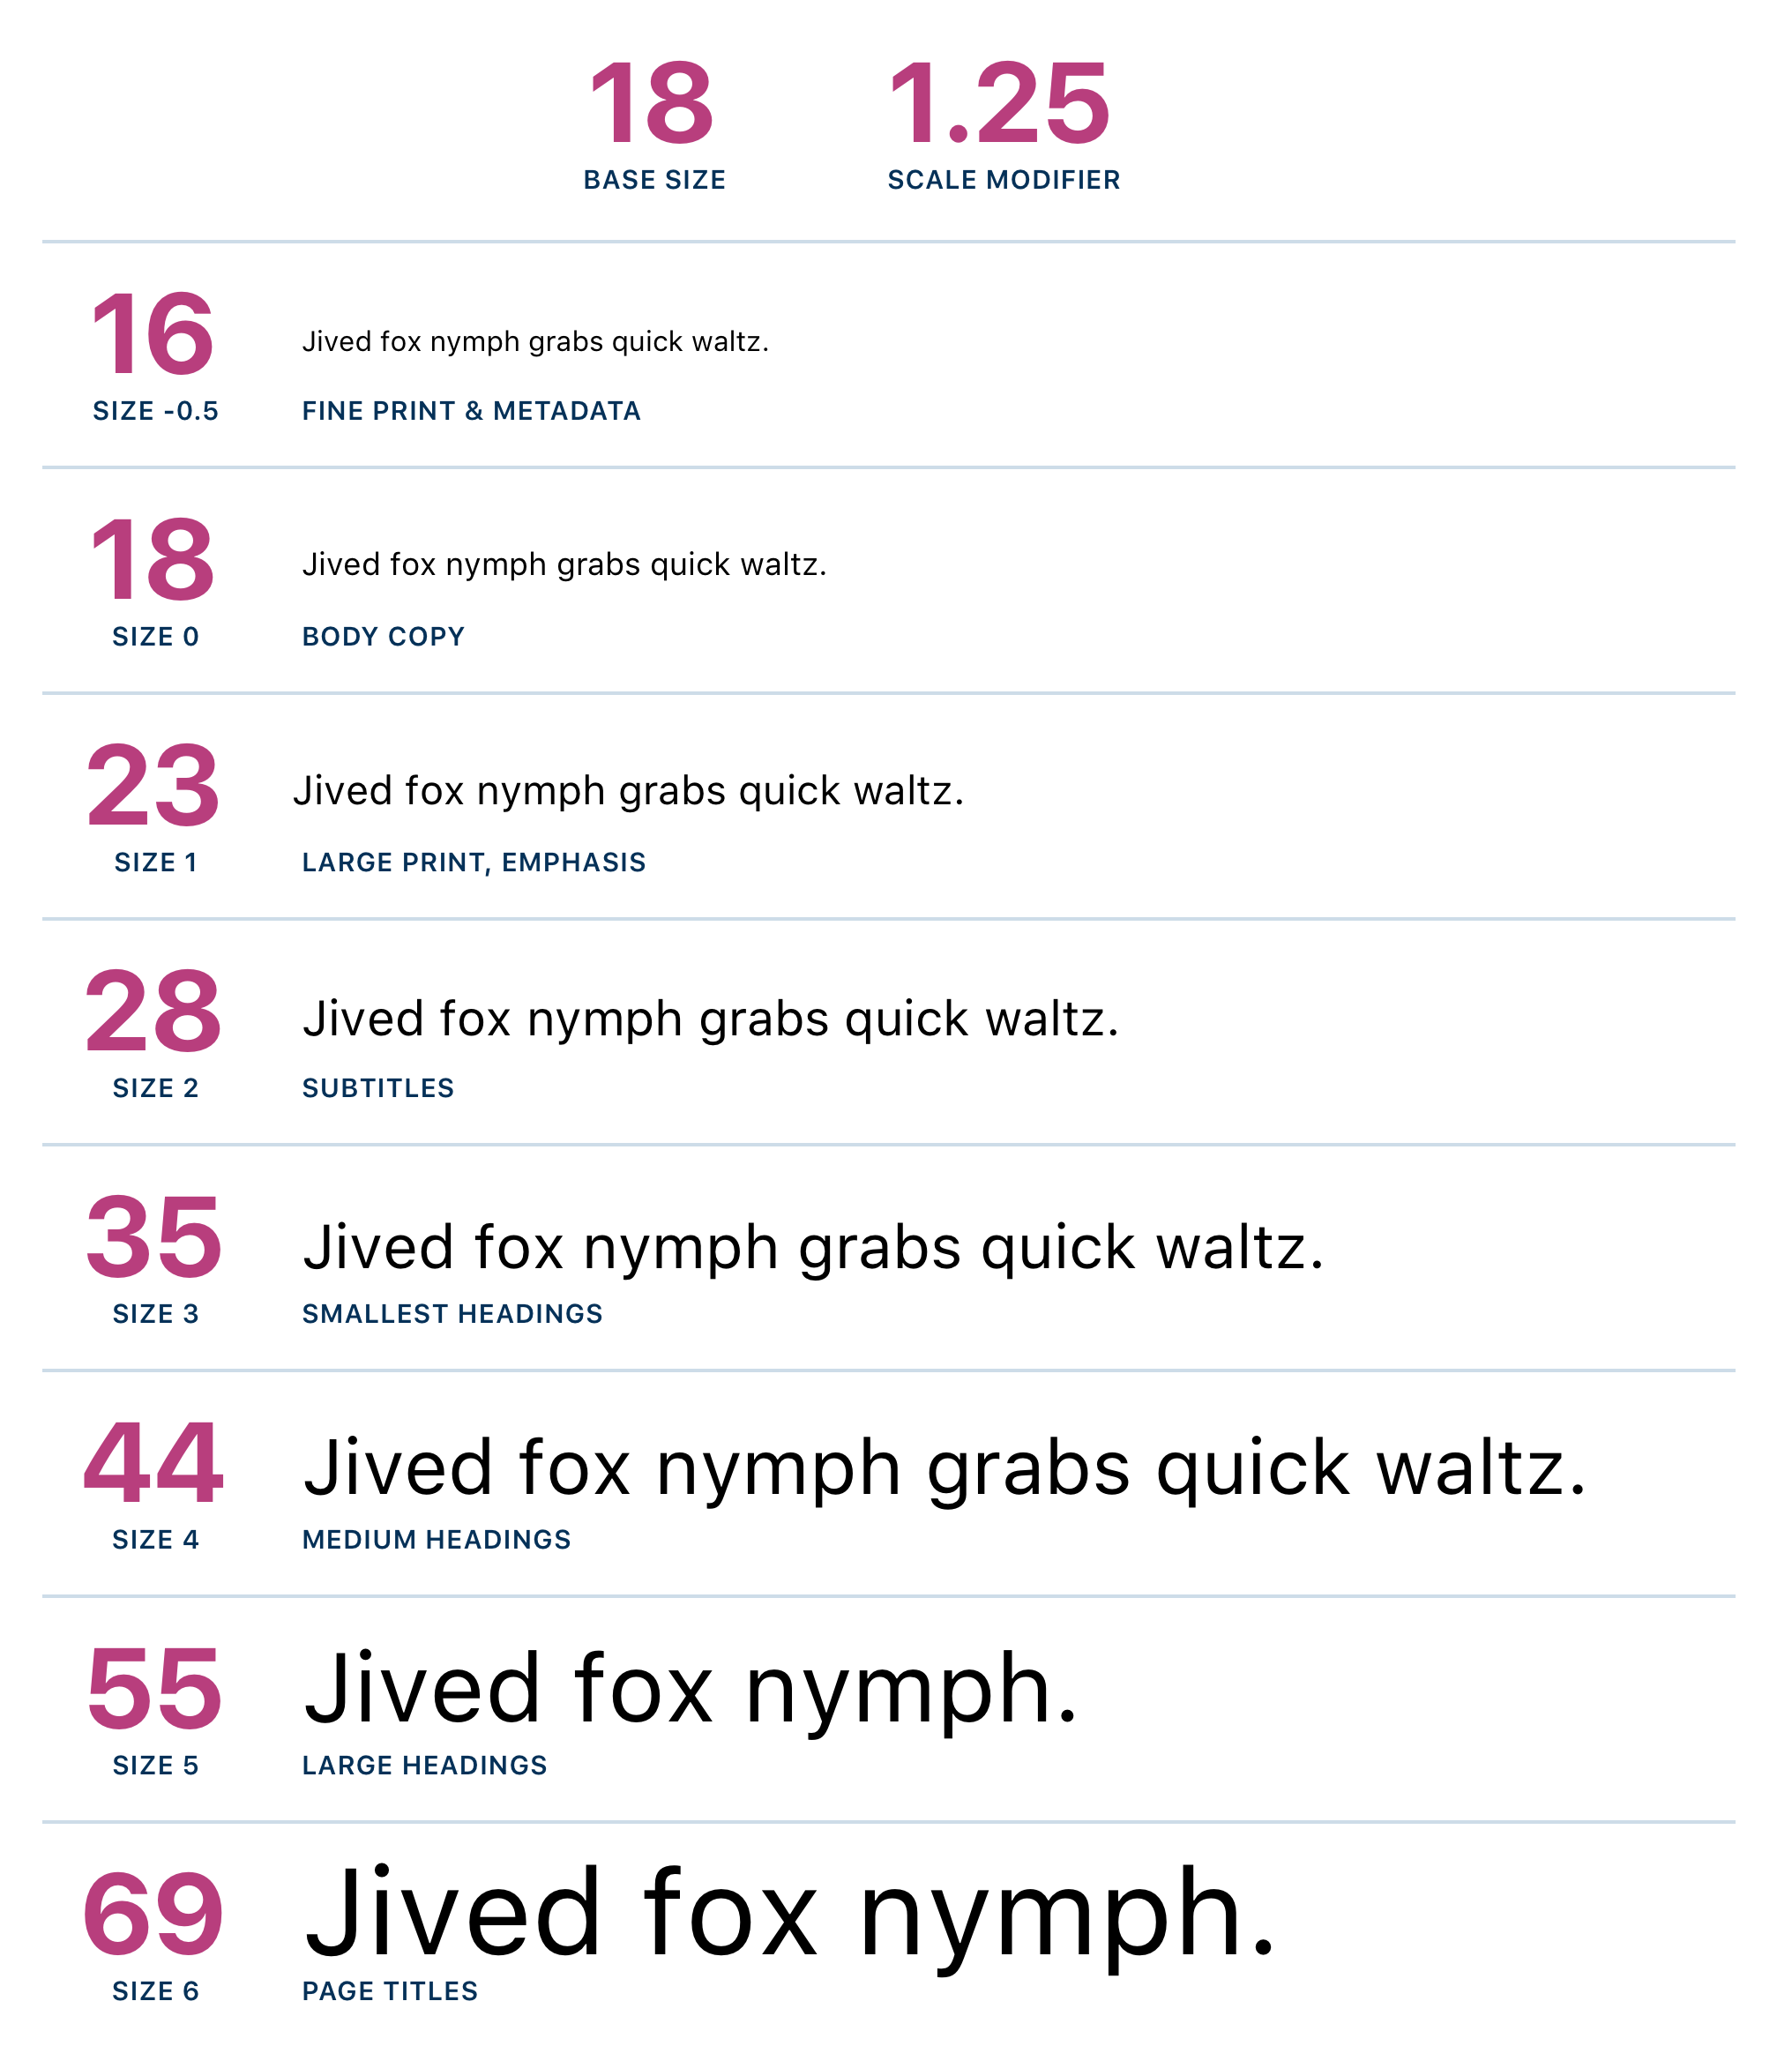 18 1.25
BASE SIZE SCALE MODIFIER
16 Jived fox nymph grabs quick waltz.
SIZE -0.5 FINE PRINT & METADATA
18 Jived fox nymph grabs quick waltz.
SIZE 0 BODY COPY
23 Jived fox nymph grabs quick waltz.
SIZE 1 LARGE PRINT, EMPHASIS
28 Jived fox nymph grabs quick waltz.
SIZE 2 SUBTITLES
35 Jived fox nymph grabs quick waltz.
SIZE 3 SMALLEST HEADINGS
44 Jived fox nymph grabs quick waltz.
SIZE 4 MEDIUM HEADINGS
55 Jived fox nymph.
SIZE 5 LARGE HEADINGS
69 Jived fox nymph.
SIZE 6 PAGE TITLES